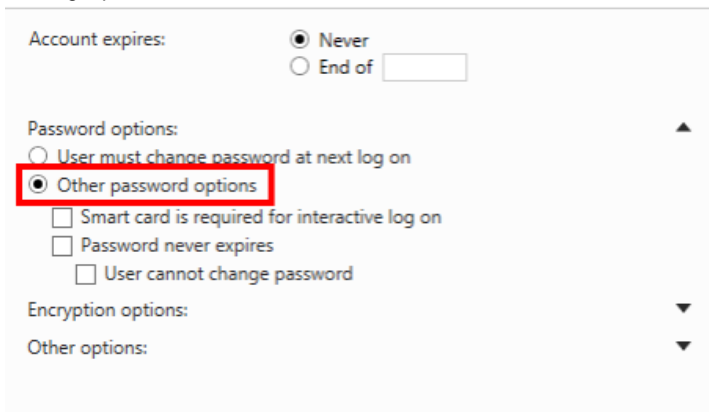 Account expires:
Never
End of
Password options:
User must change password at next log on
Other password options
Smart card is required for interactive log on
Password never expires
User cannot change password
Encryption options:
Other options: